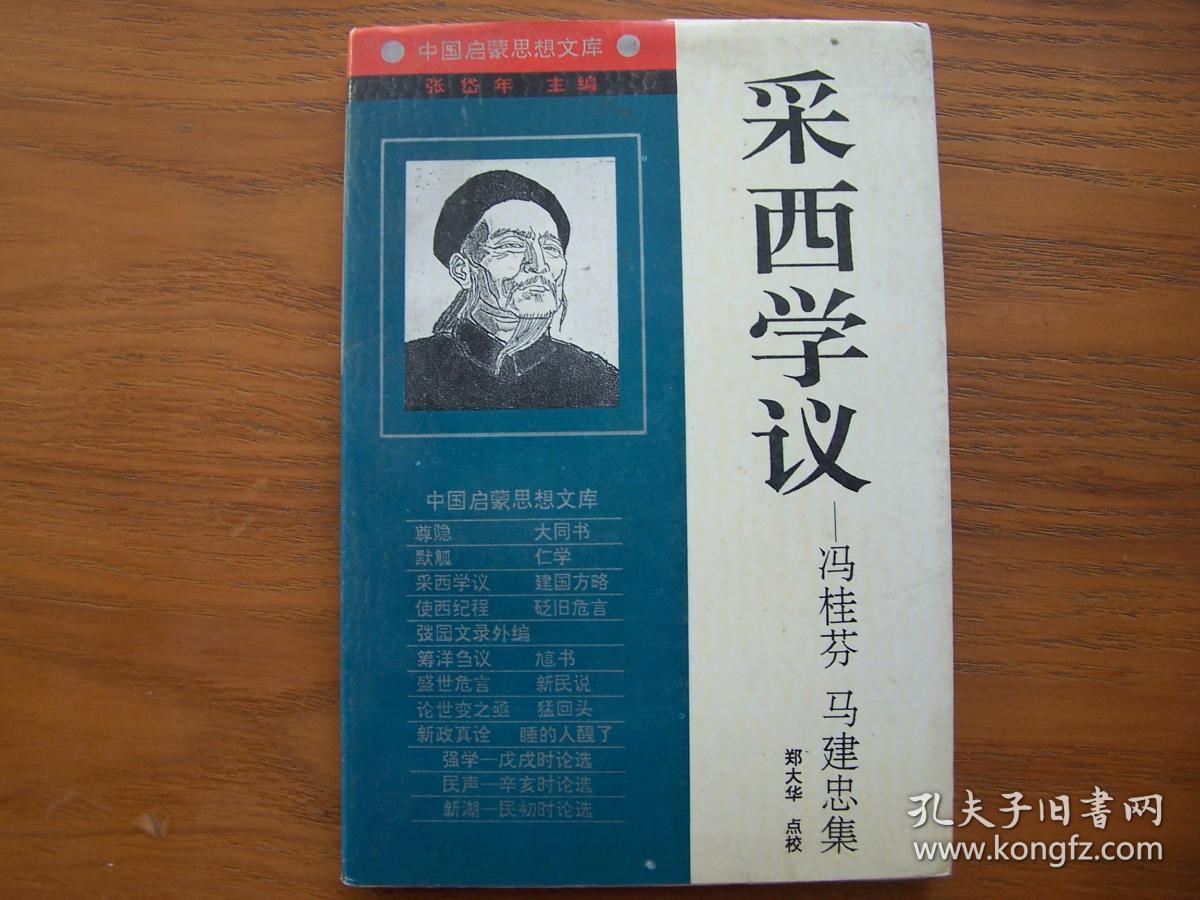 中国启蒙思想文库
张岱年 主编
采西学议
——冯桂芬 马建忠集
郑大华 点校
中国启蒙思想文库
尊隐 大同书
默觚 仁学
采西学议 建国方略
使西纪程 砭旧危言
弢园文录外编
筹洋刍议 訄书
盛世危言 新民说
论世变之亟 猛回头
新政真诠 睡的人醒了
强学—戊戌时论选
民声—辛亥时论选
新潮—民初时论选
孔夫子旧書网
www.kongfz.com